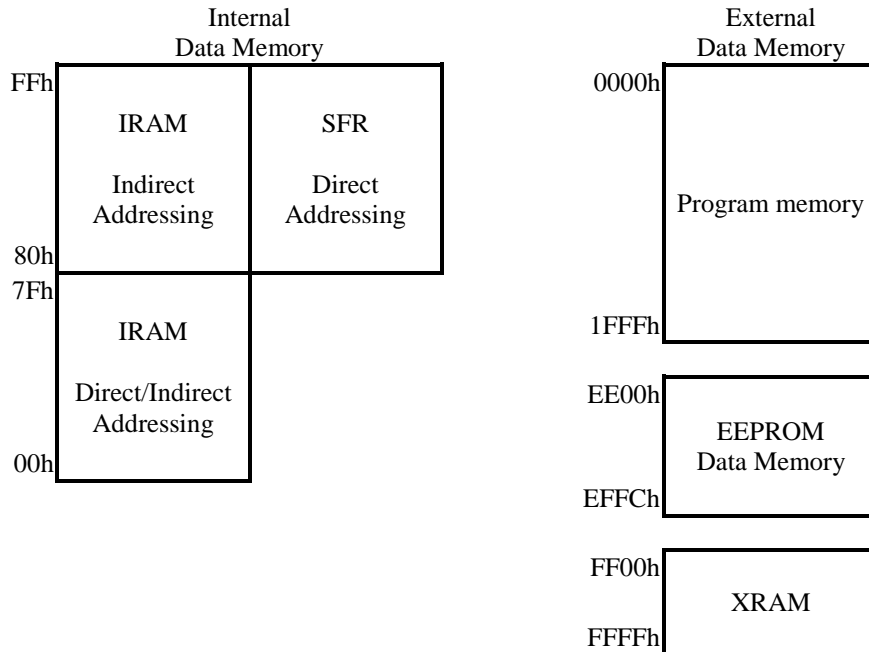 Internal
Data Memory
FFh
IRAM
Indirect
Addressing
80h
SFR
Direct
Addressing
7Fh
IRAM
Direct/Indirect
Addressing
00h
External
Data Memory
0000h
Program memory
1FFFh
EE00h
EEPROM
Data Memory
EFFCh
FF00h
XRAM
FFFFh